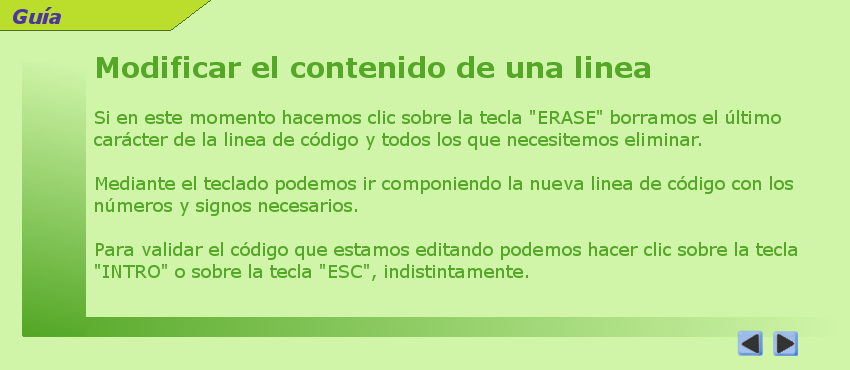 Guía
Modificar el contenido de una linea
Si en este momento hacemos clic sobre la tecla "ERASE" borramos el último
carácter de la linea de código y todos los que necesitemos eliminar.
Mediante el teclado podemos ir componiendo la nueva linea de código con los
números y signos necesarios.
Para validar el código que estamos editando podemos hacer clic sobre la tecla
"INTRO" o sobre la tecla "ESC", indistintamente.